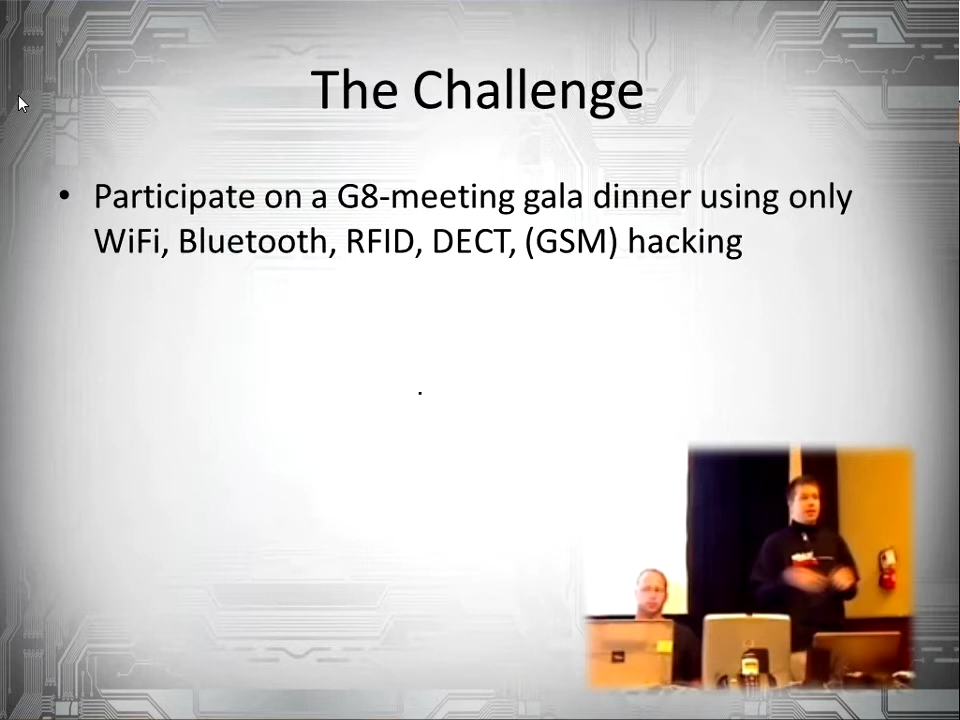 The Challenge
• Participate on a G8-meeting gala dinner using only
WiFi, Bluetooth, RFID, DECT, (GSM) hacking
.